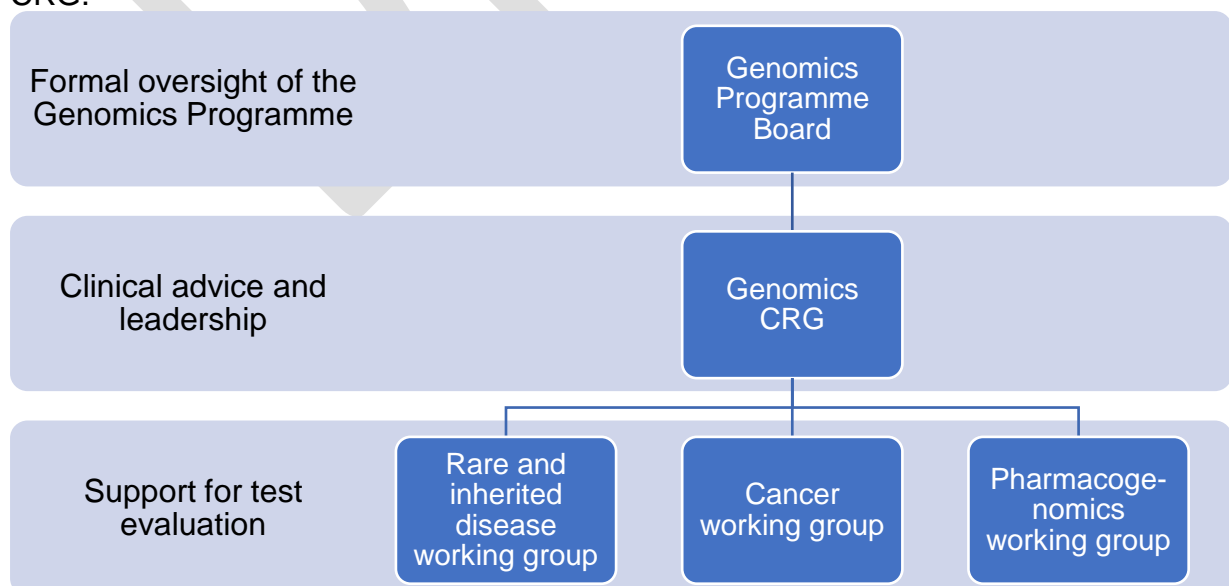 CRG.
Formal oversight of the
Genomics Programme
Genomics
Programme
Board
Clinical advice and
leadership
Genomics
CRG
Support for test
evaluation
Rare and
inherited
disease
working group
Cancer
working group
Pharmacoge-
nomics
working group